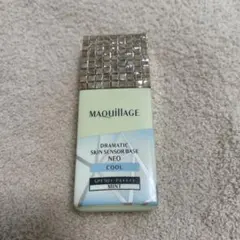 MAQuillAGE
DRAMATIC
SKIN SENSOR BASE
NEO
COOL
MINT